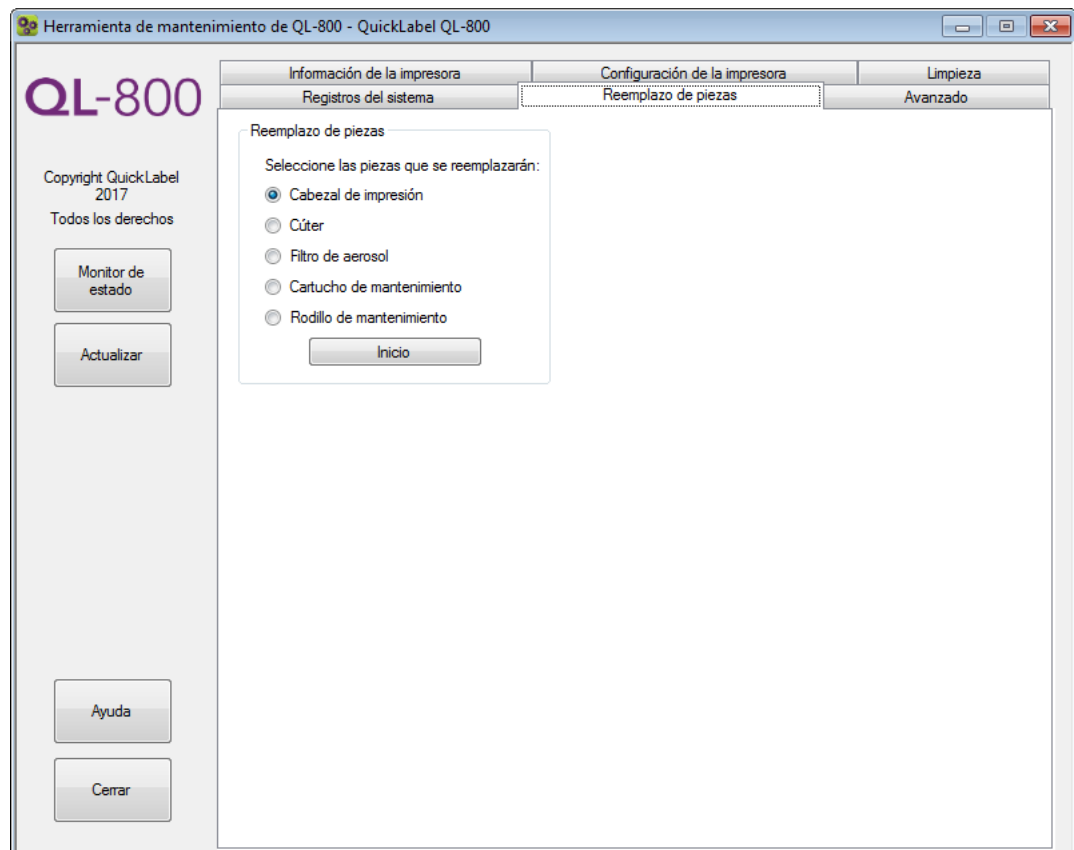 Herramienta de mantenimiento de QL-800 - QuickLabel QL-800
QL-800
Copyright QuickLabel
2017
Todos los derechos
Monitor de
estado
Actualizar
Ayuda
Cerrar
Información de la impresora
Configuración de la impresora
Limpieza
Registros del sistema
Reemplazo de piezas
Avanzado
Reemplazo de piezas
Seleccione las piezas que se reemplazarán:
Cabezal de impresión
Cúter
Filtro de aerosol
Cartucho de mantenimiento
Rodillo de mantenimiento
Inicio